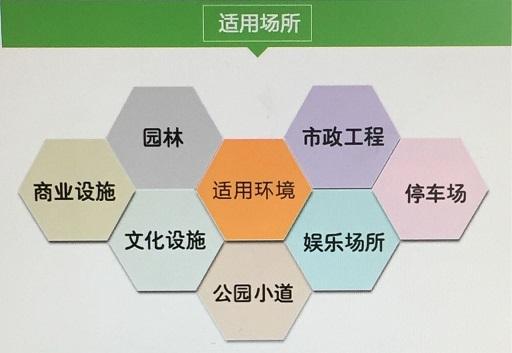 适用场所
园林
市政工程
商业设施
适用环境
停车场
文化设施
娱乐场所
公园小道